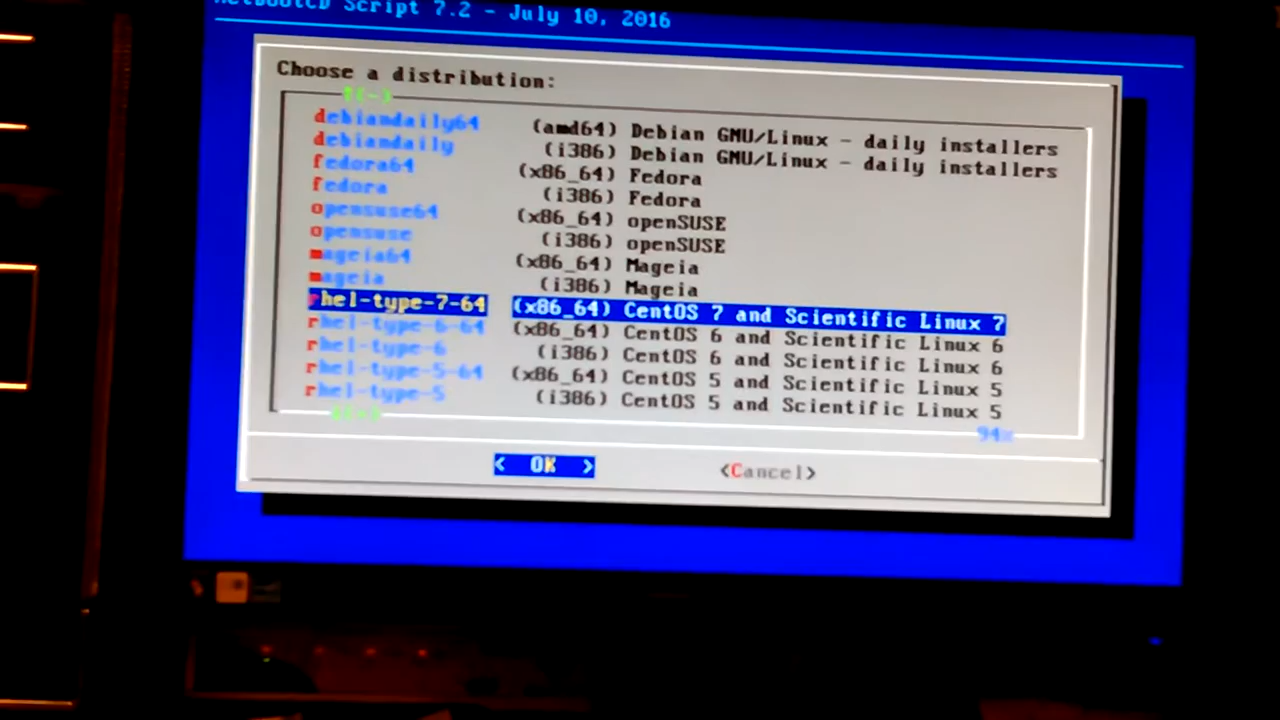 NetBootCD Script 7.2 - July 10, 2016
Choose a distribution:
↑(-)
debiandaily64 (amd64) Debian GNU/Linux - daily installers
debiandaily (i386) Debian GNU/Linux - daily installers
fedora64 (x86_64) Fedora
fedora (i386) Fedora
opensuse64 (x86_64) openSUSE
opensuse (i386) openSUSE
mageia64 (x86_64) Mageia
mageia (i386) Mageia
rhel-type-7-64 (x86_64) CentOS 7 and Scientific Linux 7
rhel-type-6-64 (x86_64) CentOS 6 and Scientific Linux 6
rhel-type-6 (i386) CentOS 6 and Scientific Linux 6
rhel-type-5-64 (x86_64) CentOS 5 and Scientific Linux 5
rhel-type-5 (i386) CentOS 5 and Scientific Linux 5
94%
< OK > <Cancel>